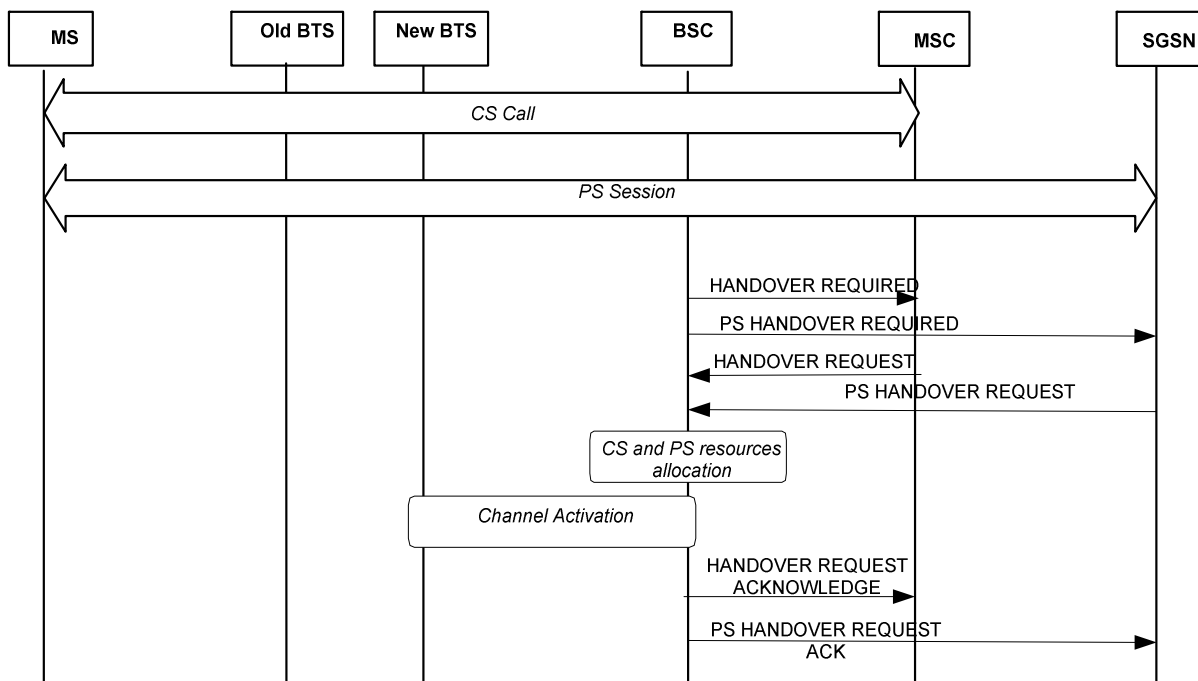 MS
Old BTS
New BTS
BSC
MSC
SGSN
CS Call
PS Session
HANDOVER REQUIRED
PS HANDOVER REQUIRED
HANDOVER REQUEST
PS HANDOVER REQUEST
CS and PS resources
allocation
Channel Activation
HANDOVER REQUEST
ACKNOWLEDGE
PS HANDOVER REQUEST
ACK